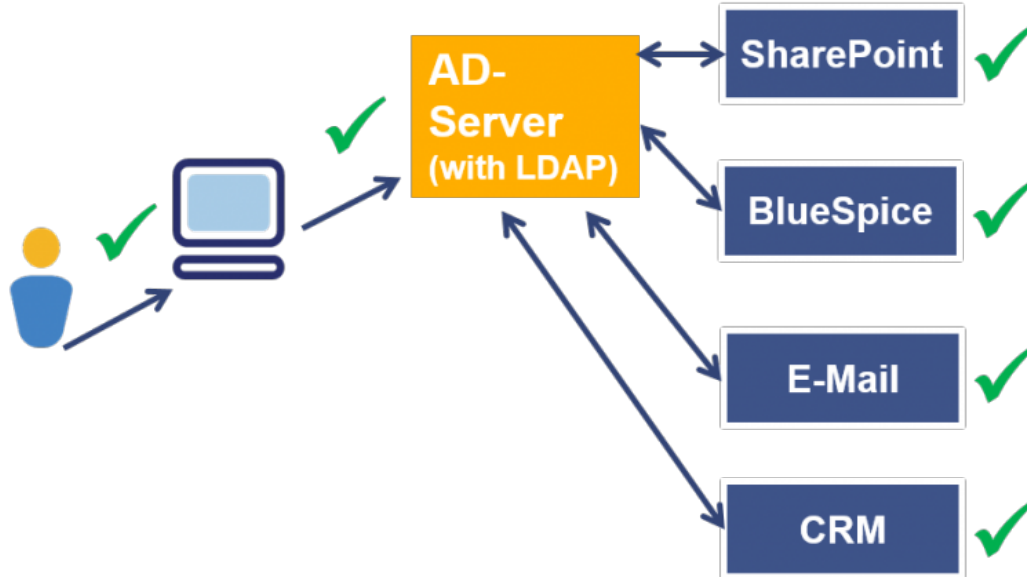 AD-
Server
(with LDAP)
SharePoint
BlueSpice
E-Mail
CRM